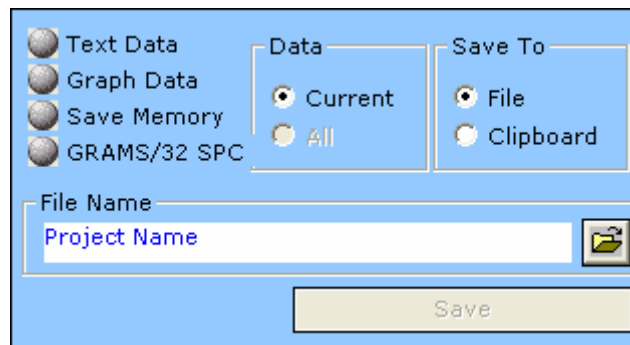 Text Data
Graph Data
Save Memory
GRAMS/32 SPC
Data
Current
All
Save To
File
Clipboard
File Name
Project Name
Save